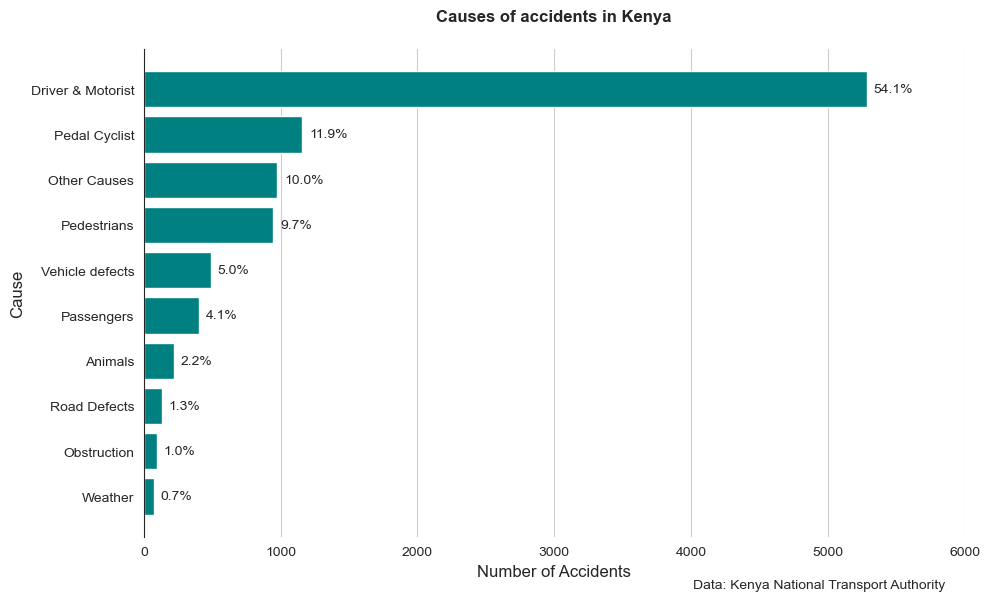 Causes of accidents in Kenya
Driver & Motorist 54.1%
Pedal Cyclist 11.9%
Other Causes 10.0%
Pedestrians 9.7%
Vehicle defects 5.0%
Passengers 4.1%
Animals 2.2%
Road Defects 1.3%
Obstruction 1.0%
Weather 0.7%
Cause
0 1000 2000 3000 4000 5000 6000
Number of Accidents
Data: Kenya National Transport Authority